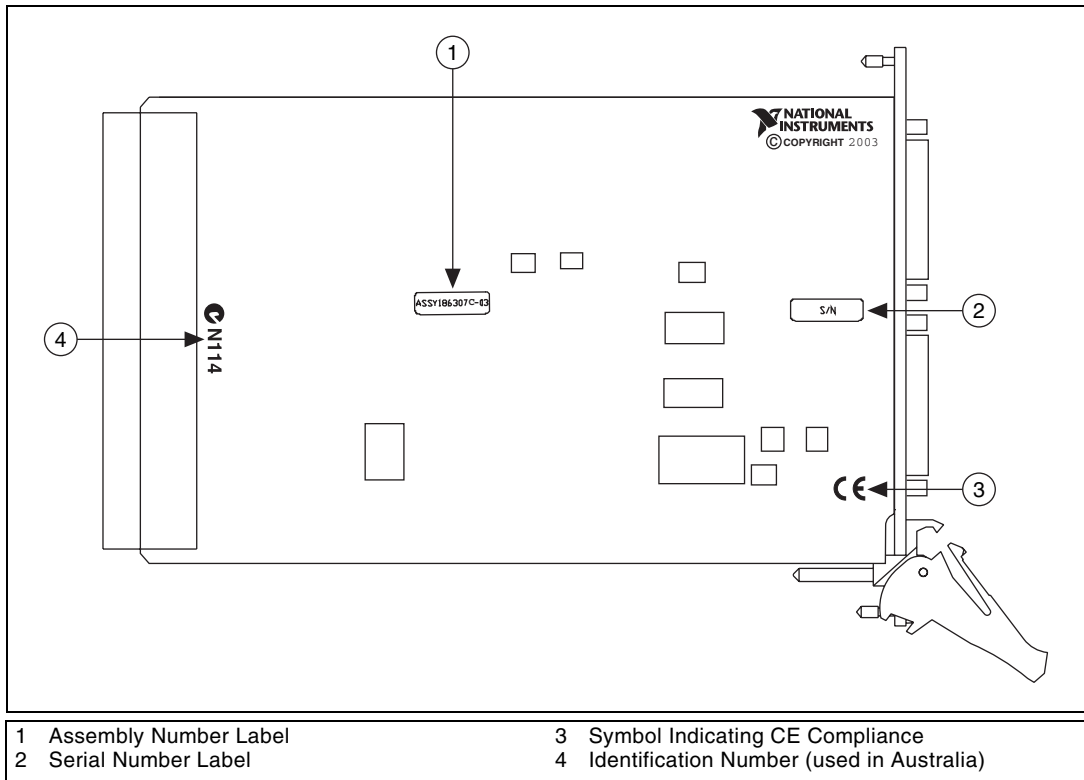 1
NATIONAL
INSTRUMENTS
© COPYRIGHT 2003
ASSY186307C-03
S/N
2
4
N114
3
1 Assembly Number Label
2 Serial Number Label
3 Symbol Indicating CE Compliance
4 Identification Number (used in Australia)